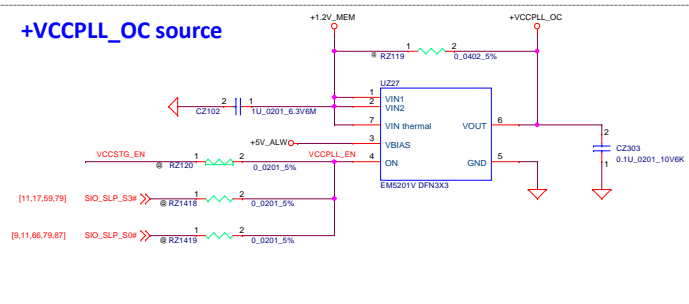 +VCCPLL_OC source
+1.2V_MEM
+VCCPLL_OC
1 2
@ RZ119 0_0402_5%
UZ27
1 VIN1
2 VIN2
2 1
CZ102 1U_0201_6.3V6M
7 VIN thermal VOUT 6
+5V_ALW 3 VBIAS
2
CZ303
0.1U_0201_10V6K
1
VCCSTG_EN 1 2 VCCPLL_EN 4 ON GND 5
@ RZ120 0_0201_5%
EM5201V DFN3X3
[11,17,59,79] SIO_SLP_S3# 1 2
@ RZ1418 0_0201_5%
[9,11,66,79,87] SIO_SLP_S0# 1 2
@ RZ1419 0_0201_5%